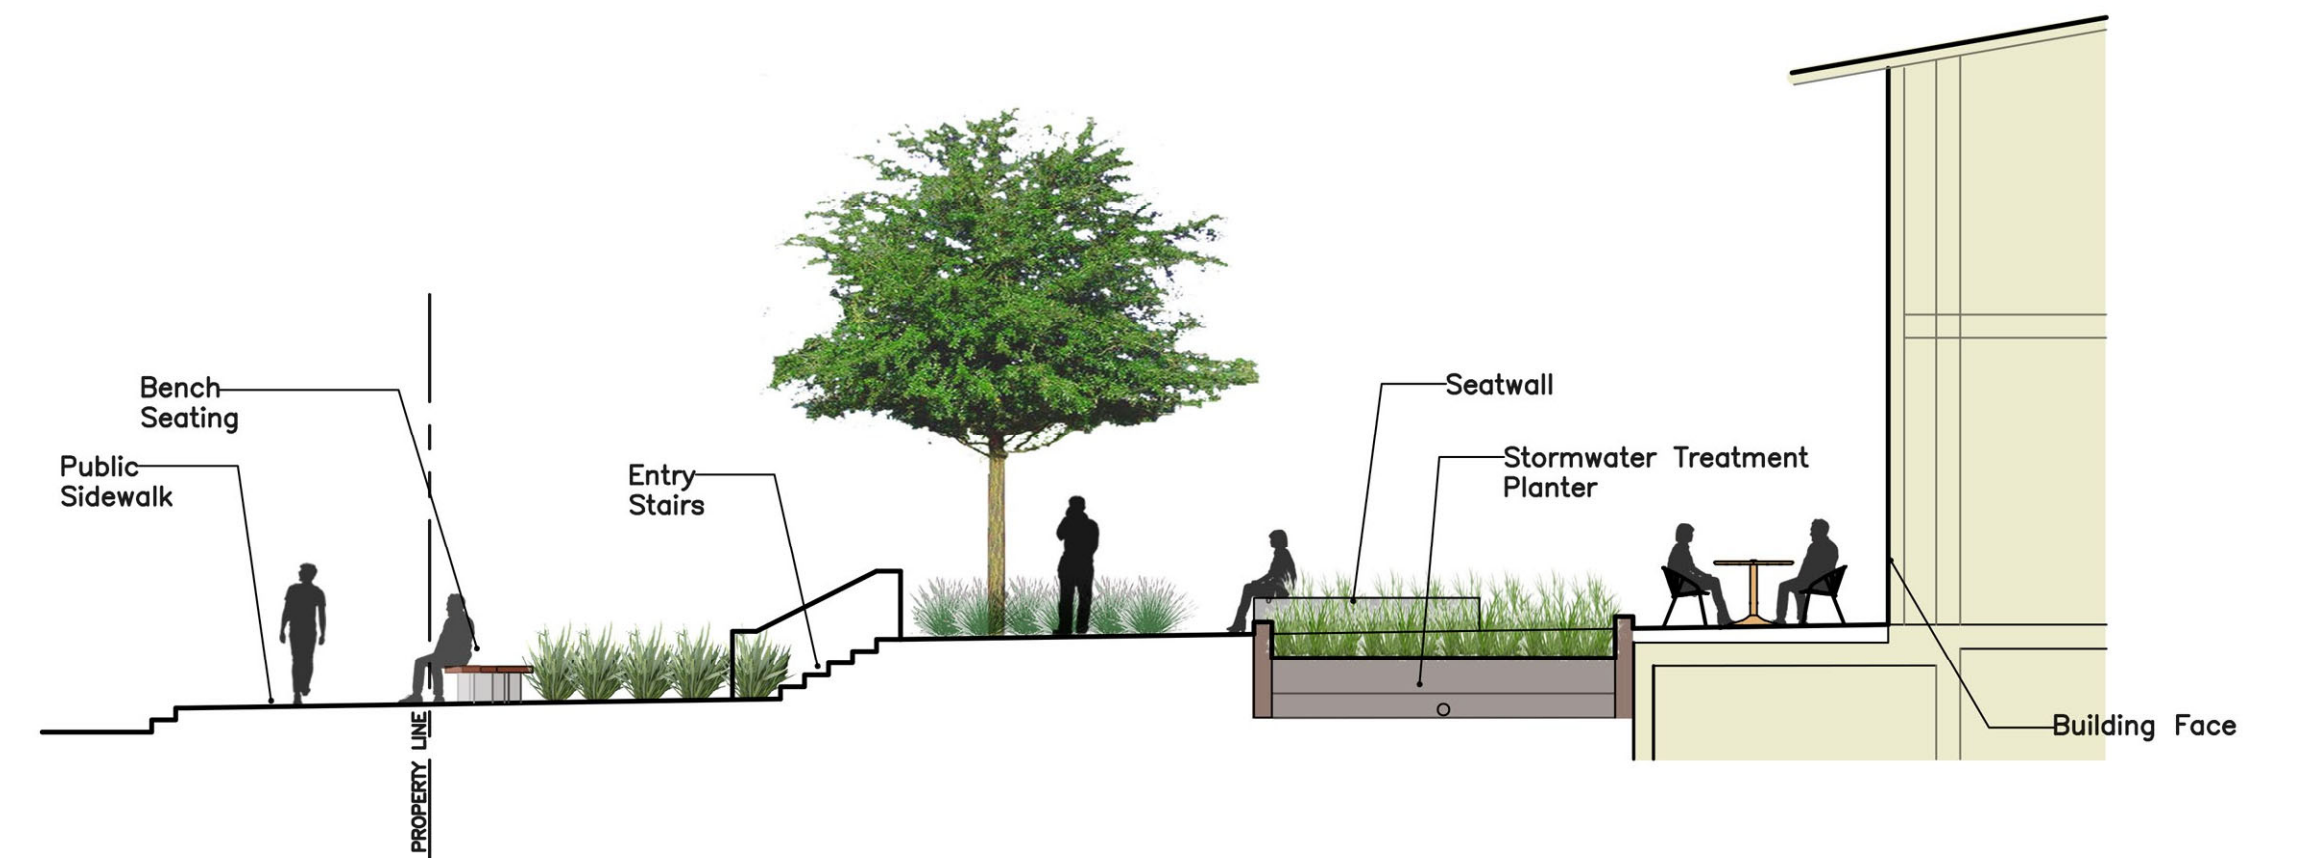 Bench
Seating
Public
Sidewalk
Entry
Stairs
Seatwall
Stormwater Treatment
Planter
Building Face
PROPERTY LINE